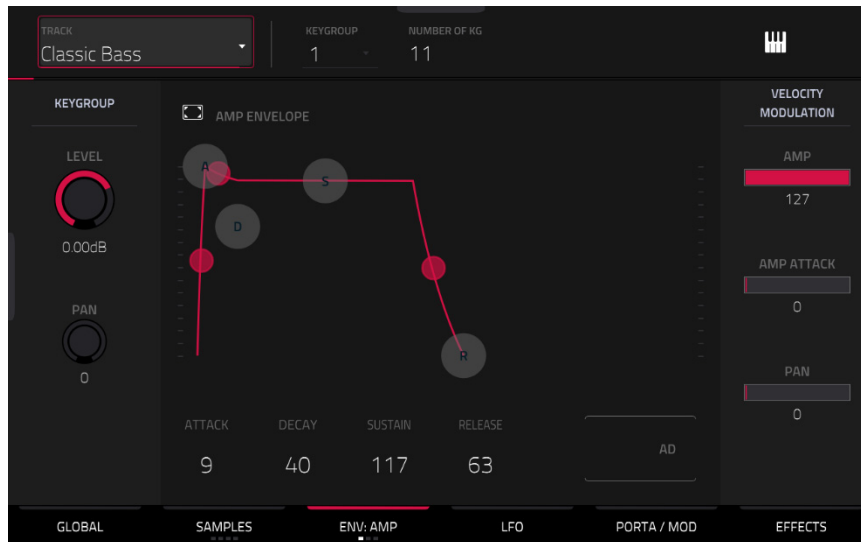 TRACK
Classic Bass
KEYGROUP
1
NUMBER OF KG
11
KEYGROUP
LEVEL
0.00dB
PAN
0
AMP ENVELOPE
A
S
D
R
ATTACK
9
DECAY
40
SUSTAIN
117
RELEASE
63
AD
VELOCITY
MODULATION
AMP
127
AMP ATTACK
0
PAN
0
GLOBAL
SAMPLES
ENV: AMP
LFO
PORTA / MOD
EFFECTS